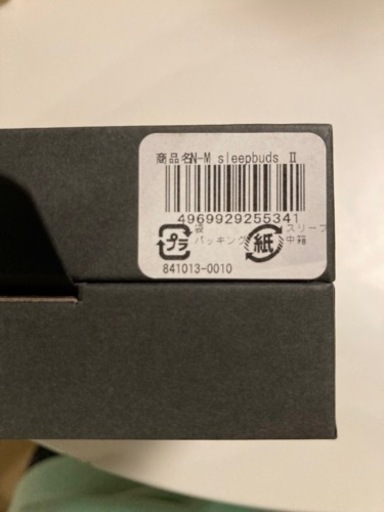 商品名N-M sleepbuds Ⅱ
4969929255341
プラ
袋
パッキング
紙
スリーブ
中箱
841013-0010